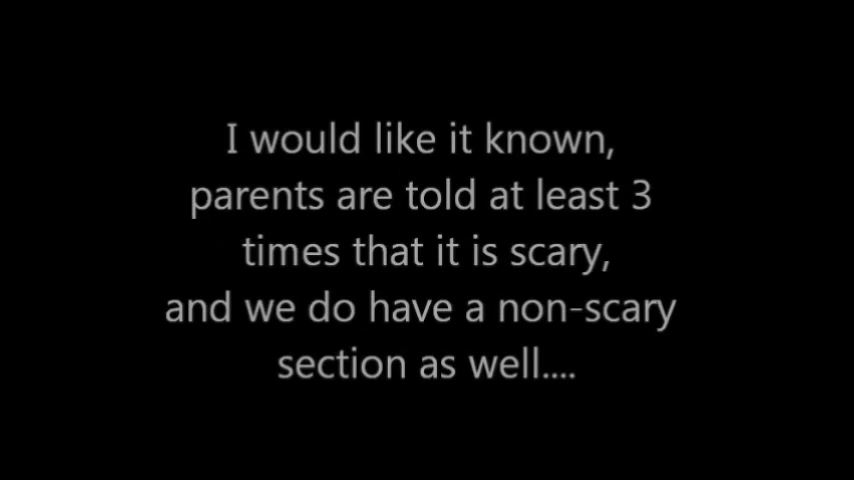 I would like it known,
parents are told at least 3
times that it is scary,
and we do have a non-scary
section as well....